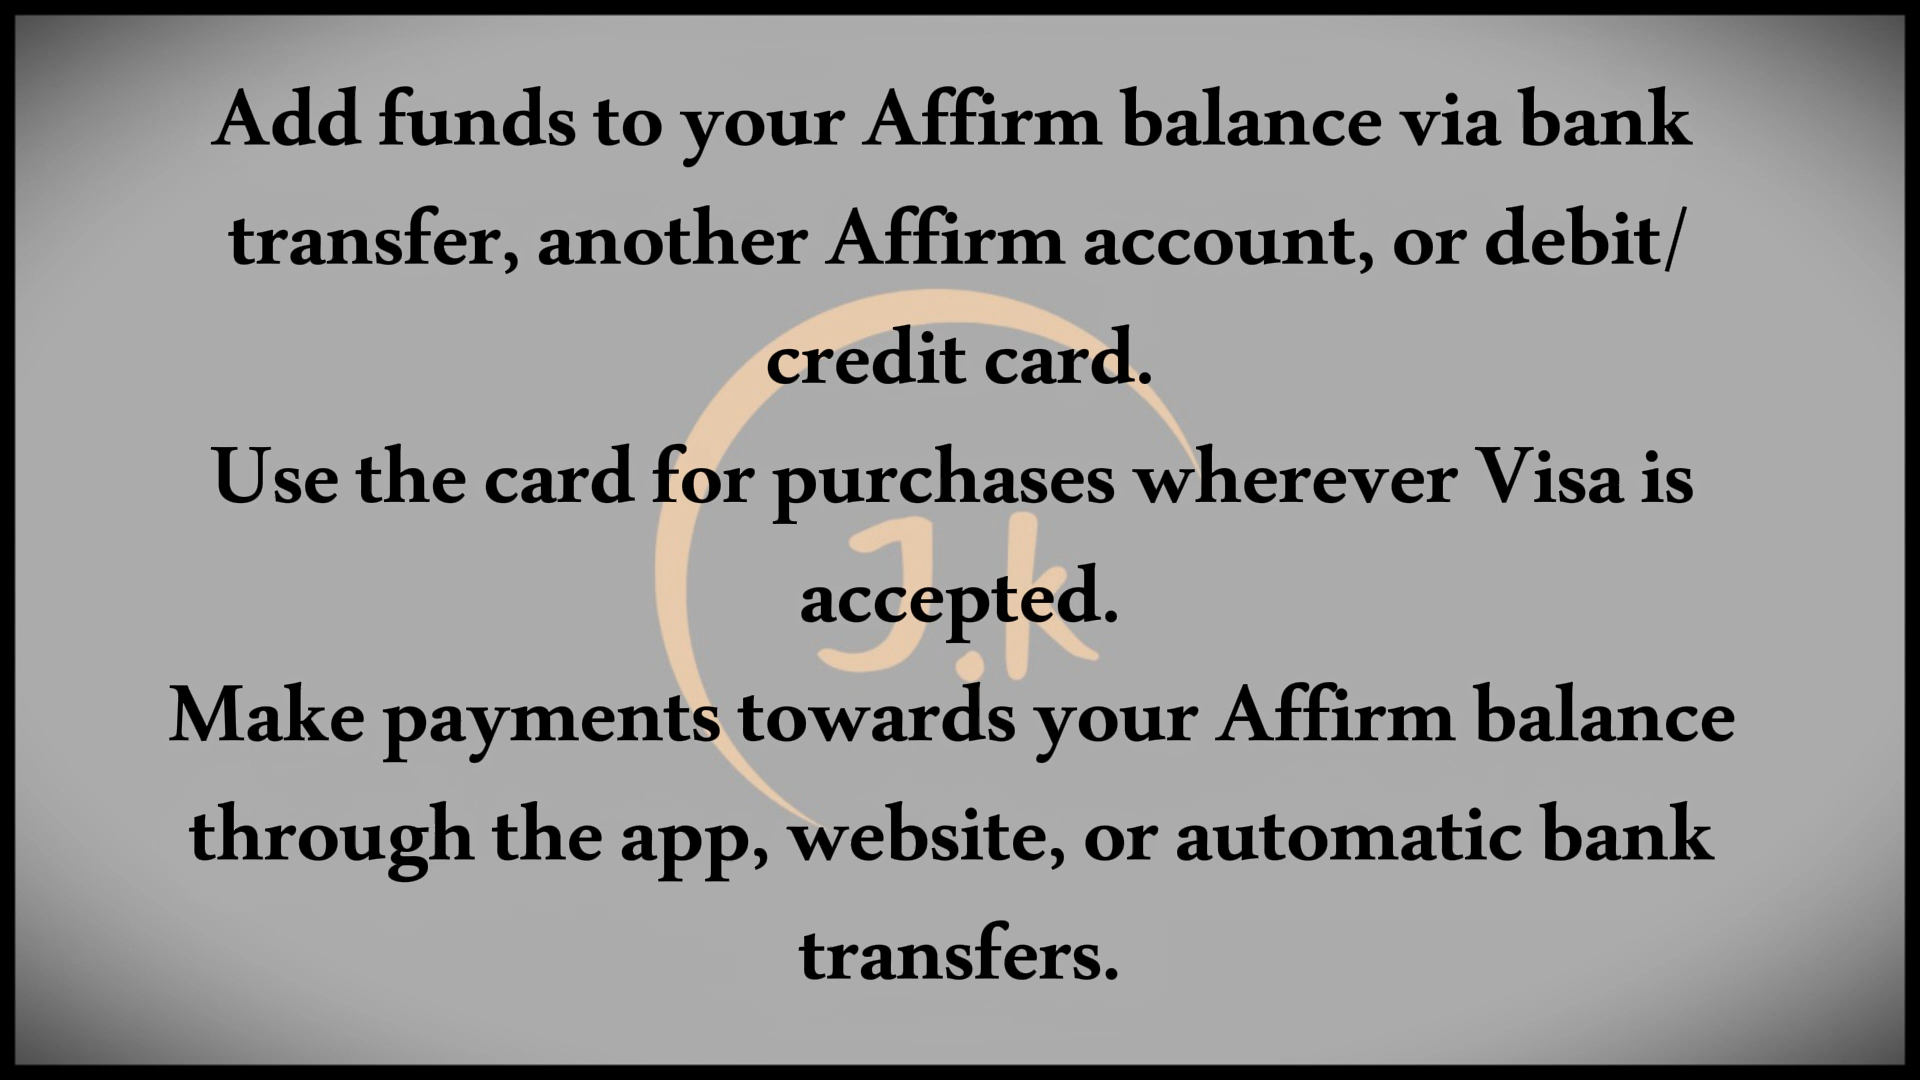 Add funds to your Affirm balance via bank
transfer, another Affirm account, or debit/
credit card.
Use the card for purchases wherever Visa is
accepted.
J.k
Make payments towards your Affirm balance
through the app, website, or automatic bank
transfers.